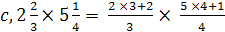 c, 2 2/3 × 5 1/4 = (2 ×3+2)/3 × (5 ×4+1)/4